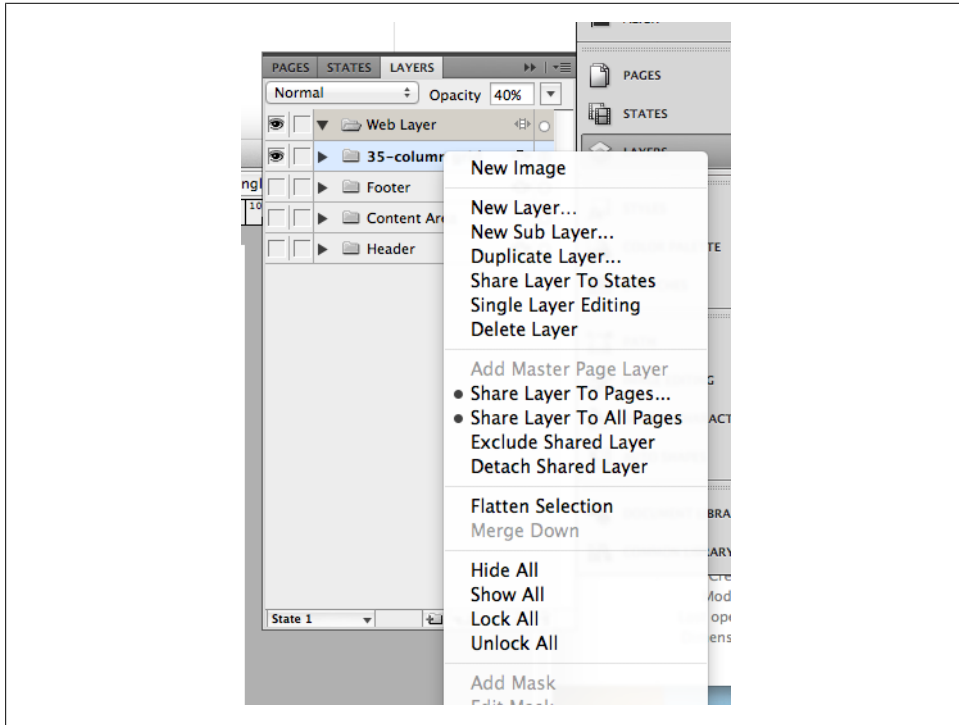 PAGES STATES LAYERS
Normal Opacity 40%
Web Layer
35-column
Footer
Content Are
Header
State 1
New Image
New Layer...
New Sub Layer...
Duplicate Layer...
Share Layer To States
Single Layer Editing
Delete Layer
Add Master Page Layer
Share Layer To Pages...
Share Layer To All Pages
Exclude Shared Layer
Detach Shared Layer
Flatten Selection
Merge Down
Hide All
Show All
Lock All
Unlock All
Add Mask
Edit Mask
PAGES
STATES
LAYERS